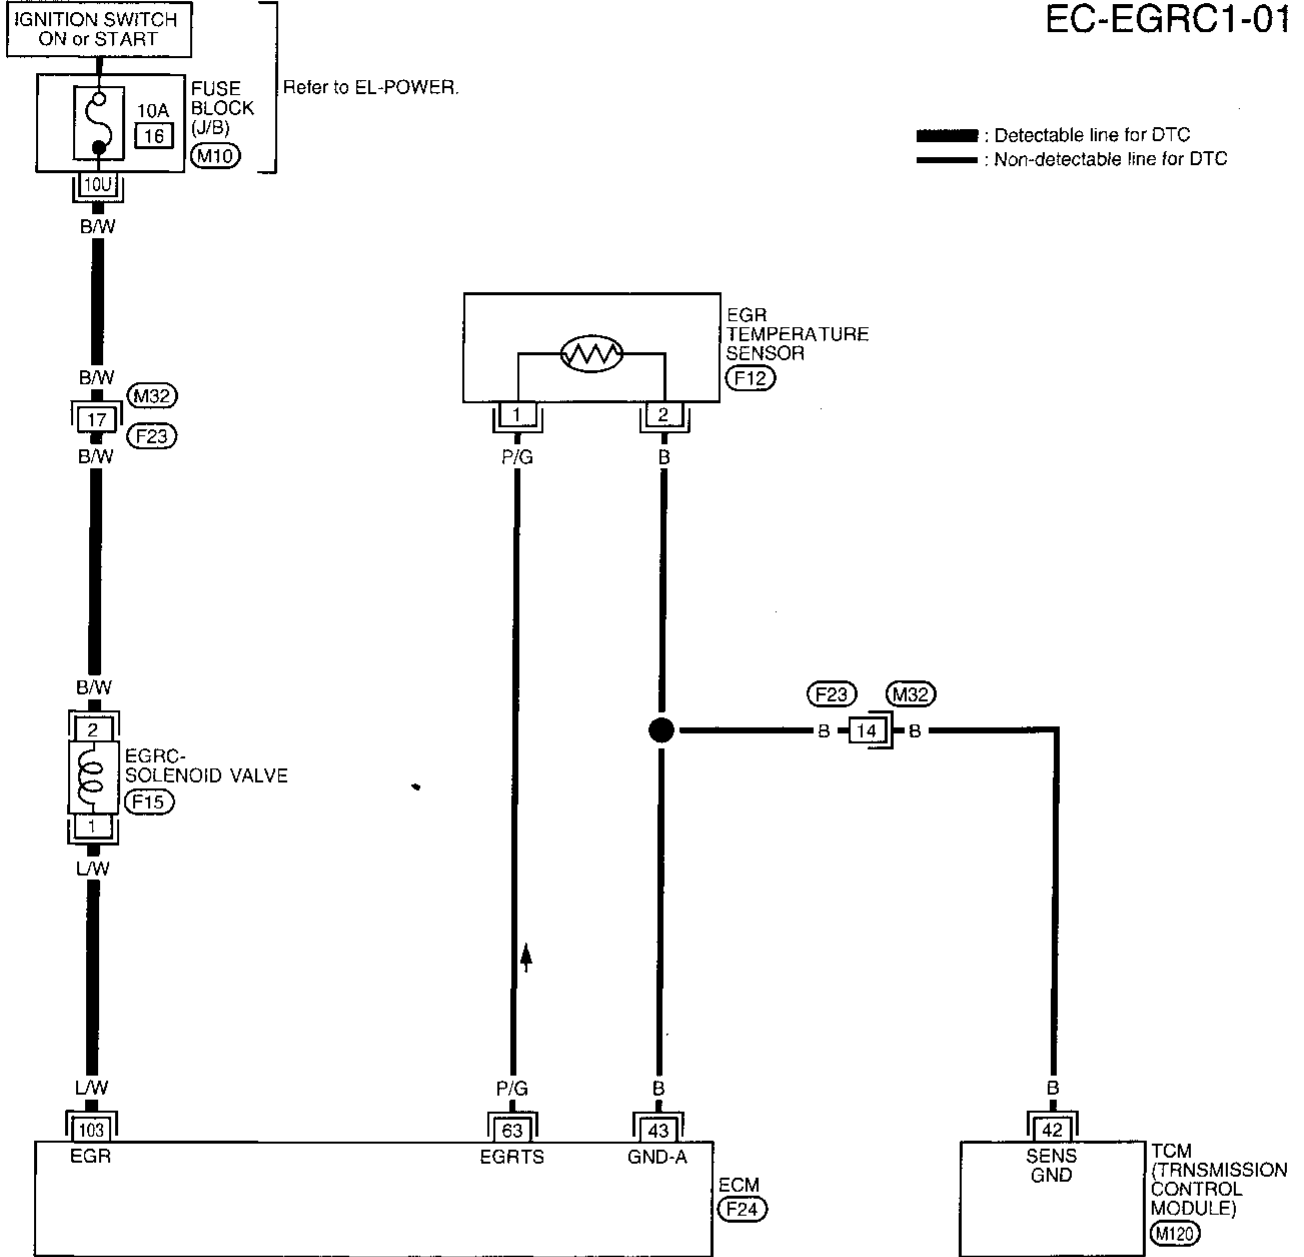 EC-EGRC1-01
IGNITION SWITCH
ON or START
FUSE
BLOCK
(J/B)
M10
10A
16
Refer to EL-POWER.
: Detectable line for DTC
: Non-detectable line for DTC
10U
B/W
B/W
M32
17
F23
B/W
EGR
TEMPERATURE
SENSOR
F12
1
2
P/G
B
B/W
2
EGRC-
SOLENOID VALVE
F15
1
L/W
F23
M32
B
14
B
L/W
P/G
B
B
103
63
43
42
EGR
EGRTS
GND-A
SENS
GND
ECM
F24
TCM
(TRNSMISSION
CONTROL
MODULE)
M120